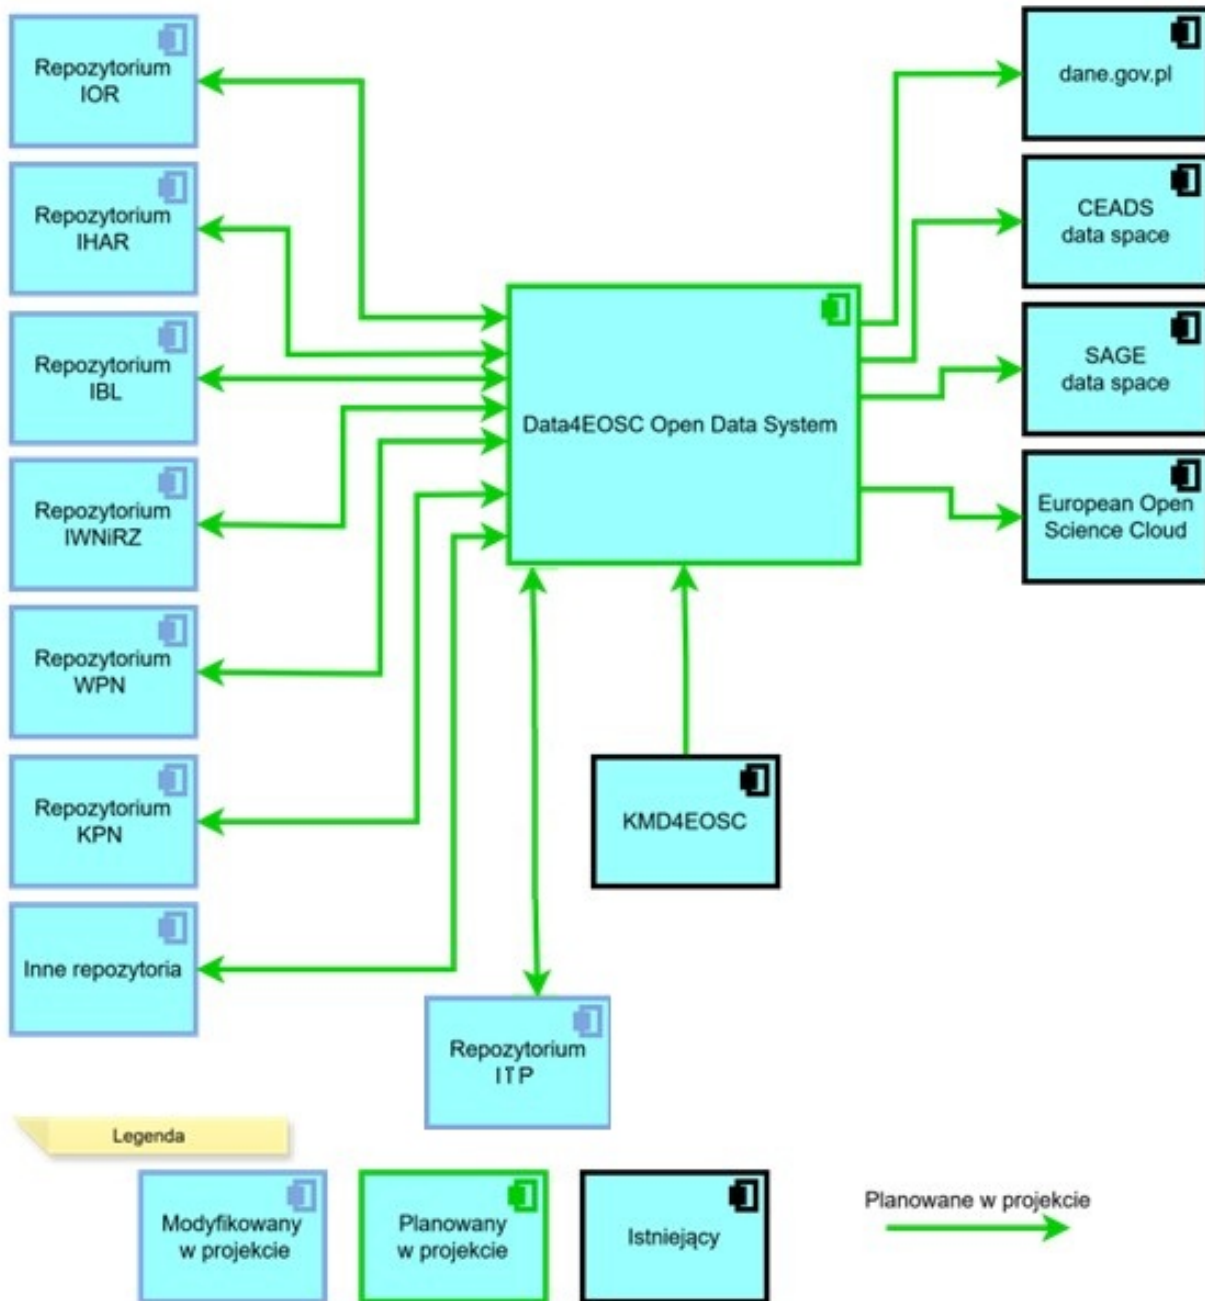 Repozytorium
IOR
Repozytorium
IHAR
Repozytorium
IBL
Repozytorium
IWNiRZ
Repozytorium
WPN
Repozytorium
KPN
Inne repozytoria
Data4EOSC Open Data System
dane.gov.pl
CEADS
data space
SAGE
data space
European Open
Science Cloud
KMD4EOSC
Repozytorium
ITP
Legenda
Modyfikowany
w projekcie
Planowany
w projekcie
Istniejący
Planowane w projekcie